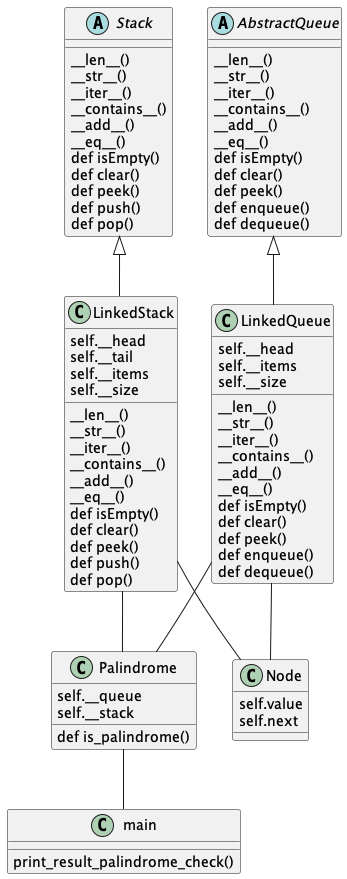 A Stack
__len__()
__str__()
__iter__()
__contains__()
__add__()
__eq__()
def isEmpty()
def clear()
def peek()
def push()
def pop()
A AbstractQueue
__len__()
__str__()
__iter__()
__contains__()
__add__()
__eq__()
def isEmpty()
def clear()
def peek()
def enqueue()
def dequeue()
C LinkedStack
self.__head
self.__tail
self.__items
self.__size
__len__()
__str__()
__iter__()
__contains__()
__add__()
__eq__()
def isEmpty()
def clear()
def peek()
def push()
def pop()
C LinkedQueue
self.__head
self.__items
self.__size
__len__()
__str__()
__iter__()
__contains__()
__add__()
__eq__()
def isEmpty()
def clear()
def peek()
def enqueue()
def dequeue()
C Palindrome
self.__queue
self.__stack
def is_palindrome()
C Node
self.value
self.next
C main
print_result_palindrome_check()